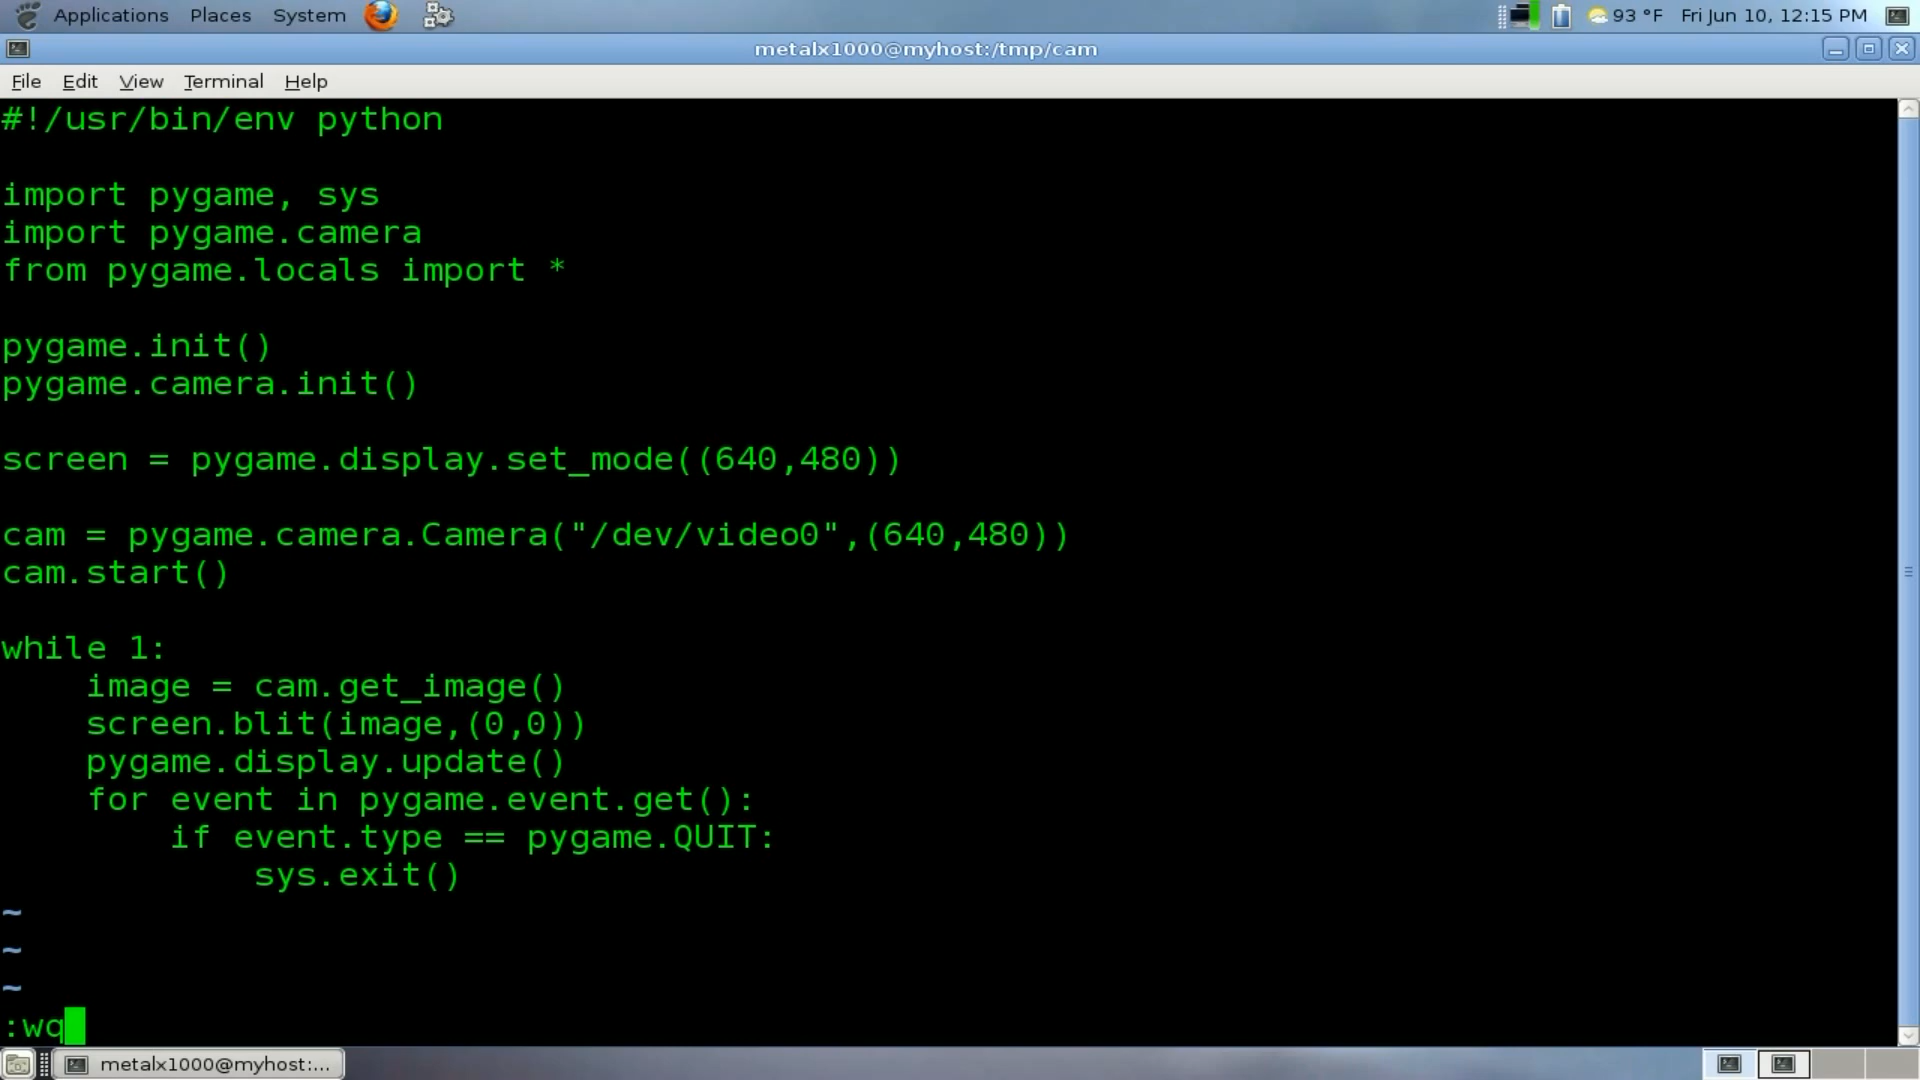 Applications Places System 93 °F Fri Jun 10, 12:15 PM
metalx1000@myhost:/tmp/cam
File Edit View Terminal Help
#!/usr/bin/env python
import pygame, sys
import pygame.camera
from pygame.locals import *
pygame.init()
pygame.camera.init()
screen = pygame.display.set_mode((640,480))
cam = pygame.camera.Camera("/dev/video0",(640,480))
cam.start()
while 1:
    image = cam.get_image()
    screen.blit(image,(0,0))
    pygame.display.update()
    for event in pygame.event.get():
        if event.type == pygame.QUIT:
            sys.exit()
~
~
~
:wq
metalx1000@myhost:...